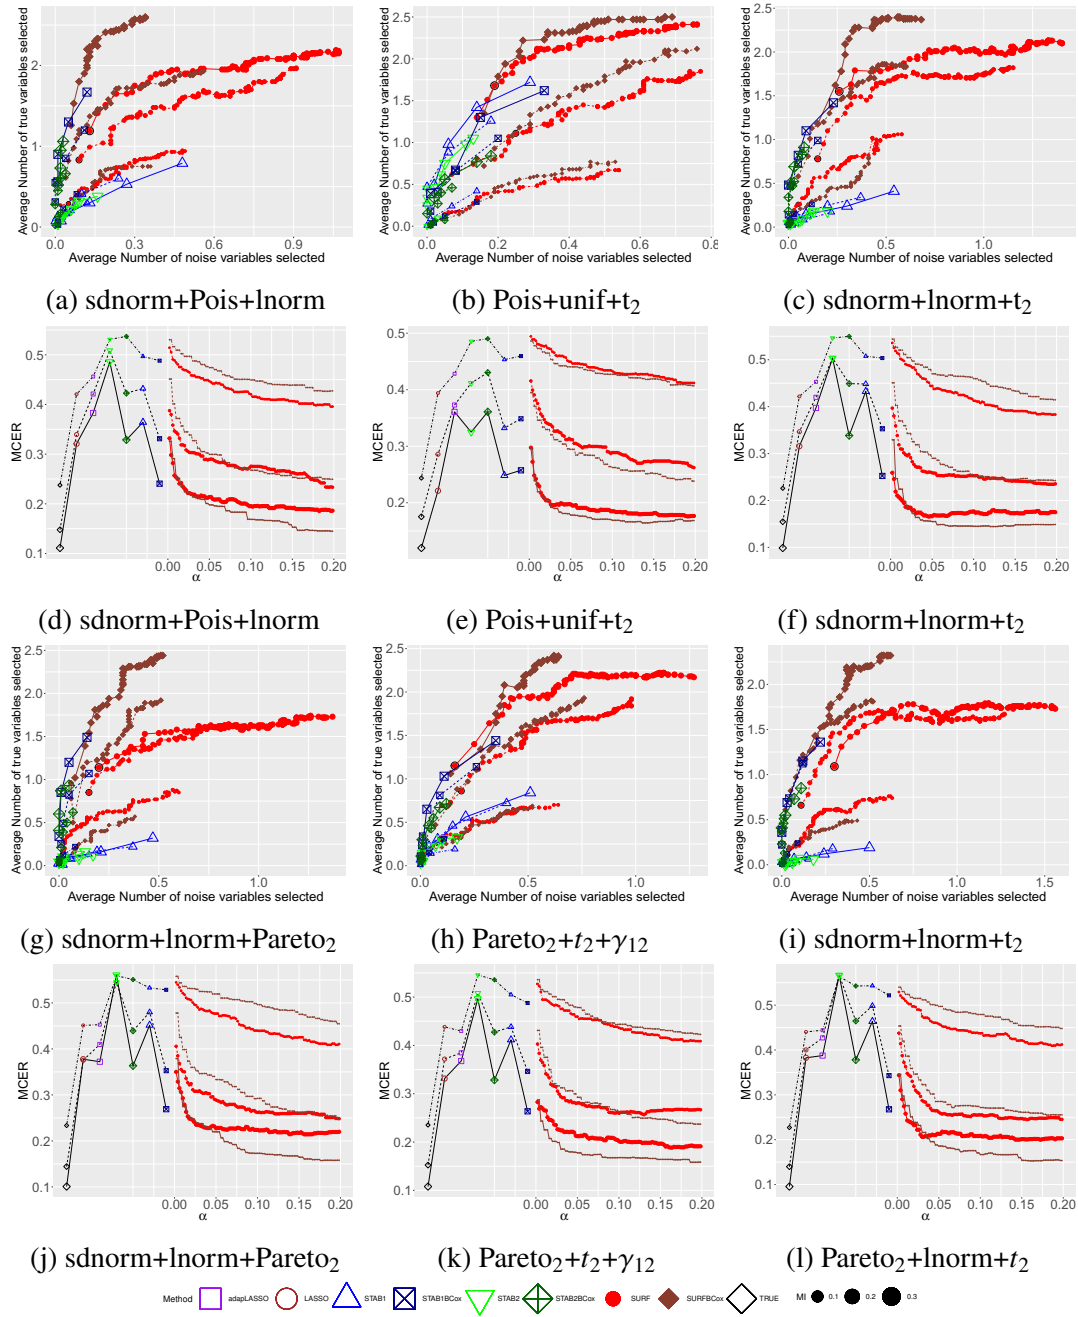 Average Number of true variables selected
2
1
0
0.0 0.3 0.6 0.9
Average Number of noise variables selected
(a) sdnorm+Pois+lnorm
Average Number of true variables selected
2.5
2.0
1.5
1.0
0.5
0.0
0.0 0.2 0.4 0.6 0.8
Average Number of noise variables selected
(b) Pois+unif+t2
Average Number of true variables selected
2.5
2.0
1.5
1.0
0.5
0.0
0.0 0.5 1.0
Average Number of noise variables selected
(c) sdnorm+lnorm+t2
MCER
0.5
0.4
0.3
0.2
0.1
0.00 0.05 0.10 0.15 0.20
α
(d) sdnorm+Pois+lnorm
MCER
0.5
0.4
0.3
0.2
0.00 0.05 0.10 0.15 0.20
α
(e) Pois+unif+t2
MCER
0.5
0.4
0.3
0.2
0.1
0.00 0.05 0.10 0.15 0.20
α
(f) sdnorm+lnorm+t2
Average Number of true variables selected
2.5
2.0
1.5
1.0
0.5
0.0
0.0 0.5 1.0
Average Number of noise variables selected
(g) sdnorm+lnorm+Pareto2
Average Number of true variables selected
2.5
2.0
1.5
1.0
0.5
0.0
0.0 0.5 1.0
Average Number of noise variables selected
(h) Pareto2+t2+γ12
Average Number of true variables selected
2.0
1.5
1.0
0.5
0.0
0.0 0.5 1.0 1.5
Average Number of noise variables selected
(i) sdnorm+lnorm+t2
MCER
0.5
0.4
0.3
0.2
0.1
0.00 0.05 0.10 0.15 0.20
α
(j) sdnorm+lnorm+Pareto2
MCER
0.5
0.4
0.3
0.2
0.1
0.00 0.05 0.10 0.15 0.20
α
(k) Pareto2+t2+γ12
MCER
0.5
0.4
0.3
0.2
0.1
0.00 0.05 0.10 0.15 0.20
α
(l) Pareto2+lnorm+t2
Method adapLASSO LASSO STAB1 STAB1BCox STAB2 STAB2BCox SURF SURFBCox TRUE MI 0.1 0.2 0.3